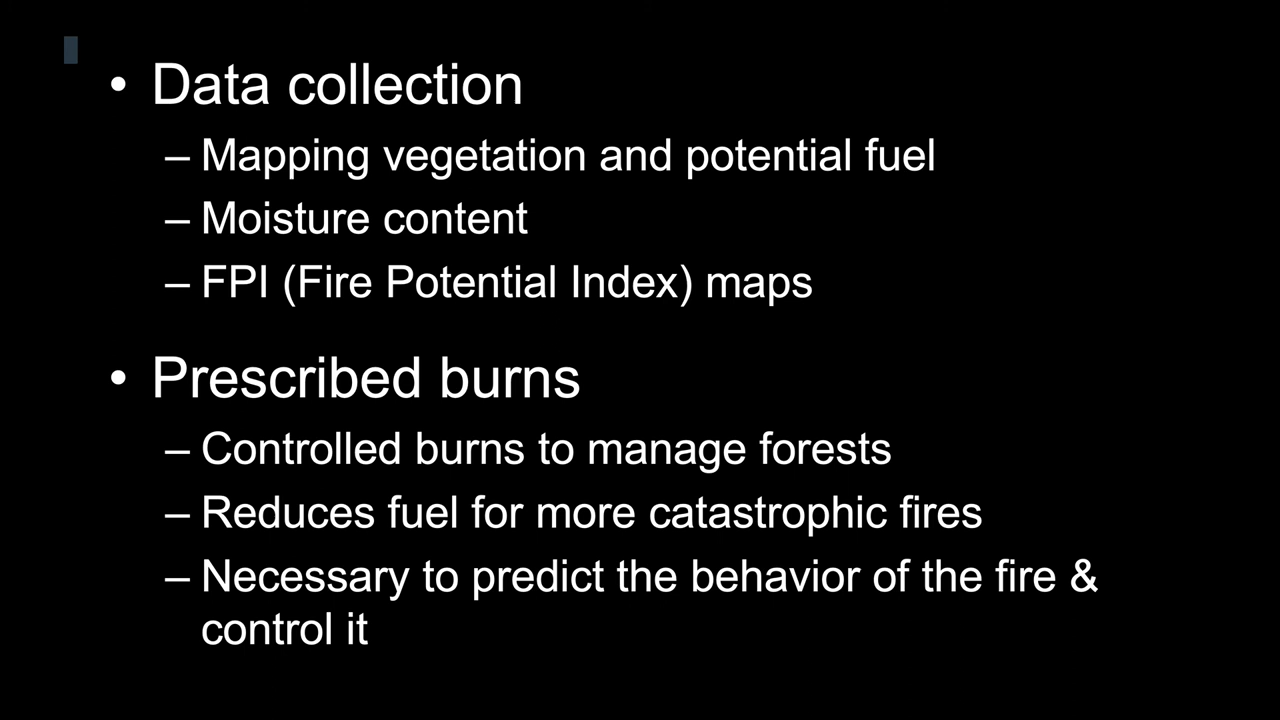 • Data collection
– Mapping vegetation and potential fuel
– Moisture content
– FPI (Fire Potential Index) maps
• Prescribed burns
– Controlled burns to manage forests
– Reduces fuel for more catastrophic fires
– Necessary to predict the behavior of the fire &
control it